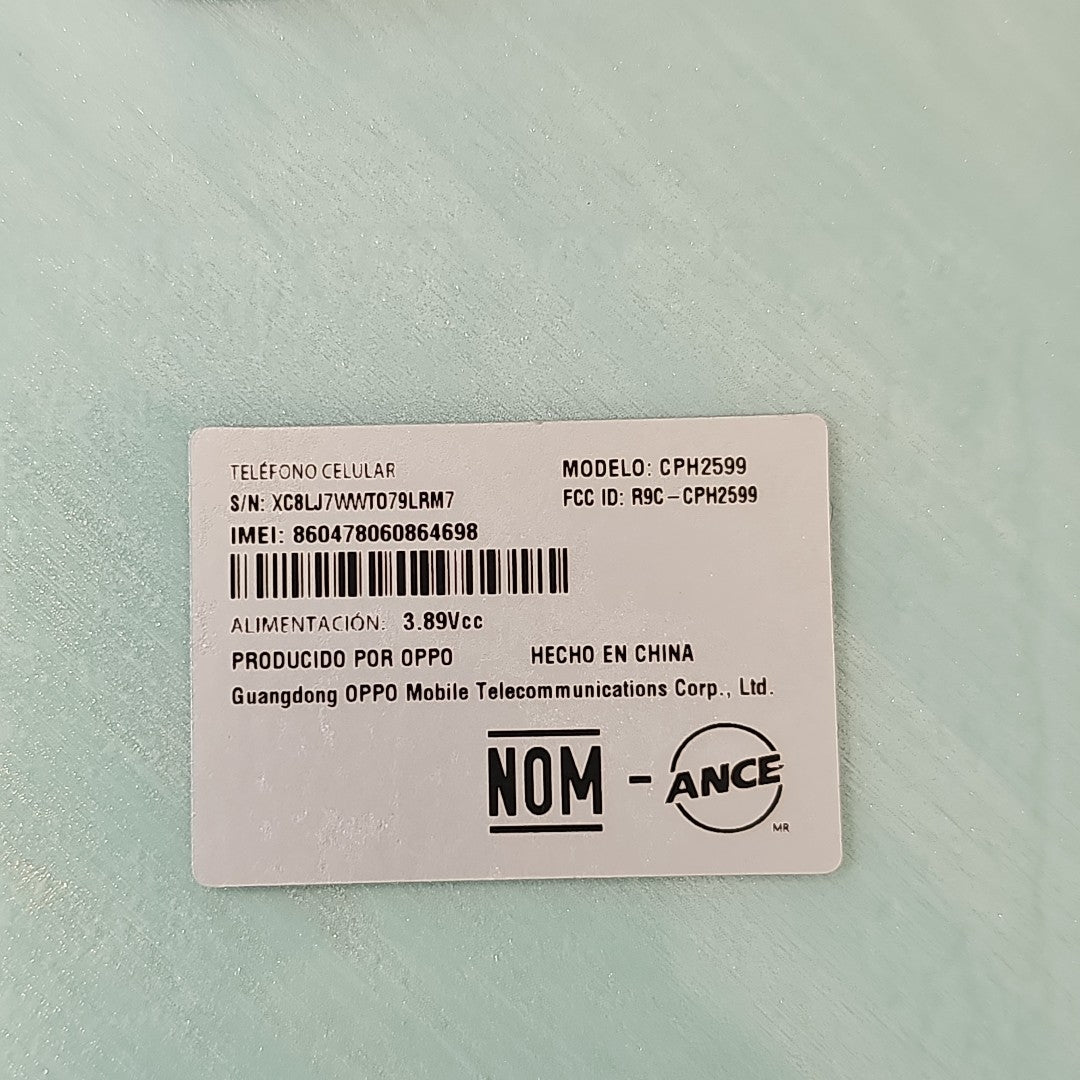 TELÉFONO CELULAR
MODELO: CPH2599
S/N: XC8LJ7WWTO79LRM7
FCC ID: R9C-CPH2599
IMEI: 860478060864698
ALIMENTACIÓN: 3.89Vcc
PRODUCIDO POR OPPO
HECHO EN CHINA
Guangdong OPPO Mobile Telecommunications Corp., Ltd.
NOM - ANCE
MR